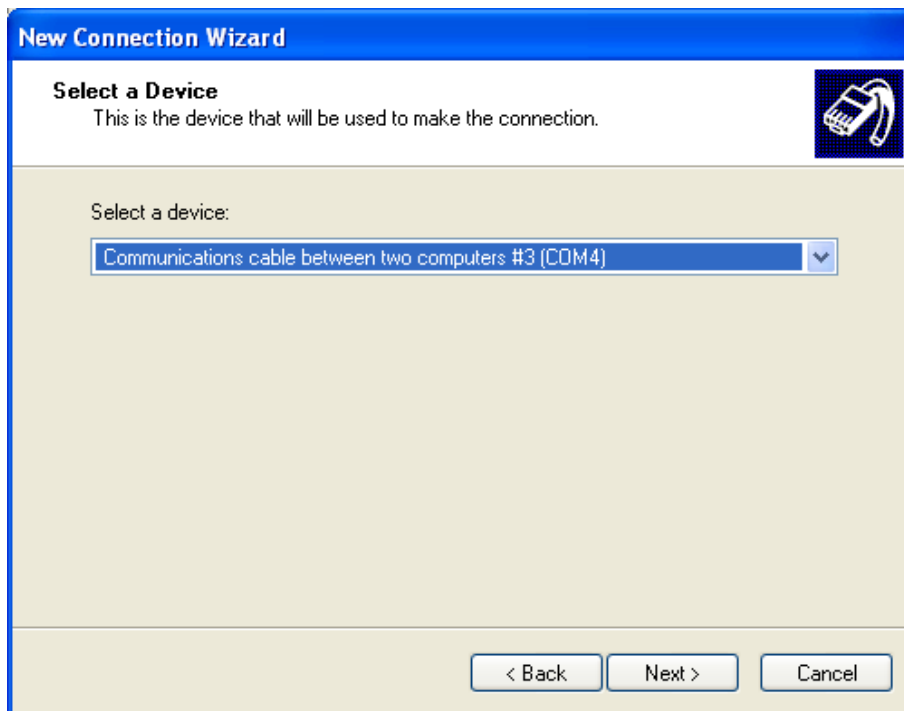 New Connection Wizard
Select a Device
This is the device that will be used to make the connection.
Select a device:
Communications cable between two computers #3 (COM4)
< Back Next > Cancel